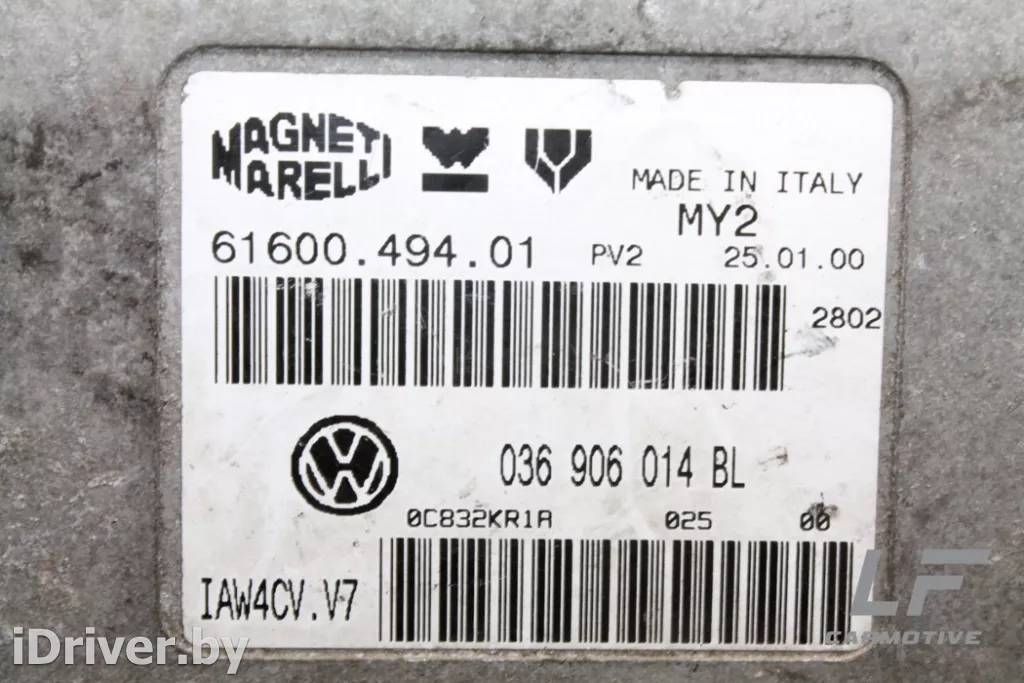 MAGNETI
MARELLI
MADE IN ITALY
MY2
61600.494.01 PV2 25.01.00
2802
VW
036 906 014 BL
0C832KR1A 025 00
IAW4CV.V7
LF
CARMOTIVE
iDriver.by